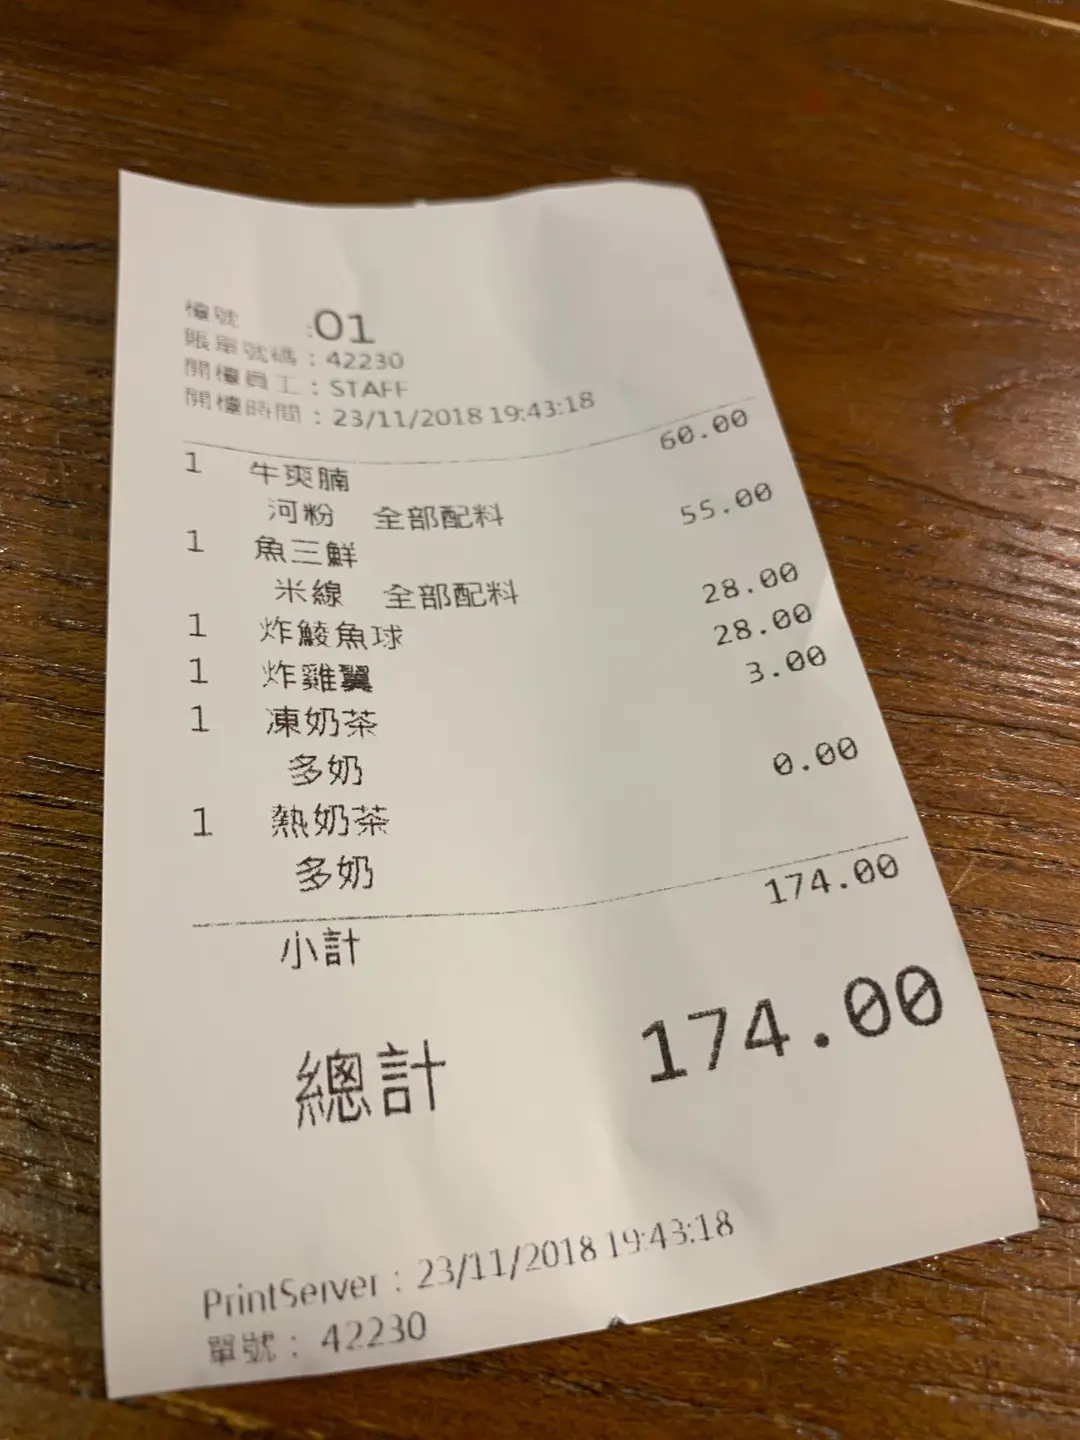 檯號 :01
賬單號碼 : 42230
開檯員工 : STAFF
開檯時間 : 23/11/2018 19:43:18
1 牛爽腩 60.00
河粉 全部配料
1 魚三鮮 55.00
米線 全部配料
1 炸鯪魚球 28.00
1 炸雞翼 28.00
1 凍奶茶 3.00
多奶
1 熱奶茶 0.00
多奶
小計 174.00
總計 174.00
PrintServer : 23/11/2018 19:43:18
單號 : 42230